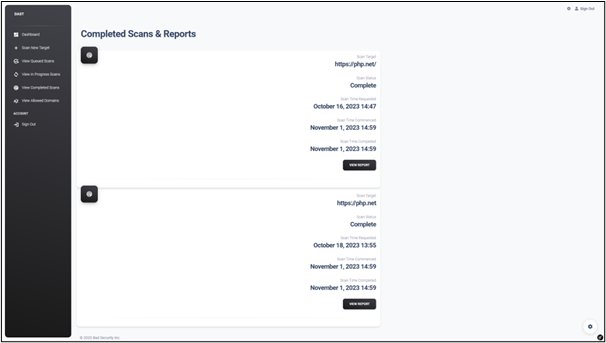 DAST
Sign Out
Dashboard
Scan New Target
View Queued Scans
View in Progress Scans
View Completed Scans
View Allowed Domains
ACCOUNT
Sign Out
Completed Scans & Reports
Scan Target
https://php.net/
Scan Status
Complete
Scan Time Requested
October 16, 2023 14:47
Scan Time Commenced
November 1, 2023 14:59
Scan Time Completed
November 1, 2023 14:59
VIEW REPORT
Scan Target
https://php.net
Scan Status
Complete
Scan Time Requested
October 18, 2023 13:55
Scan Time Commenced
November 1, 2023 14:59
Scan Time Completed
November 1, 2023 14:59
VIEW REPORT
© 2023 Security Inc